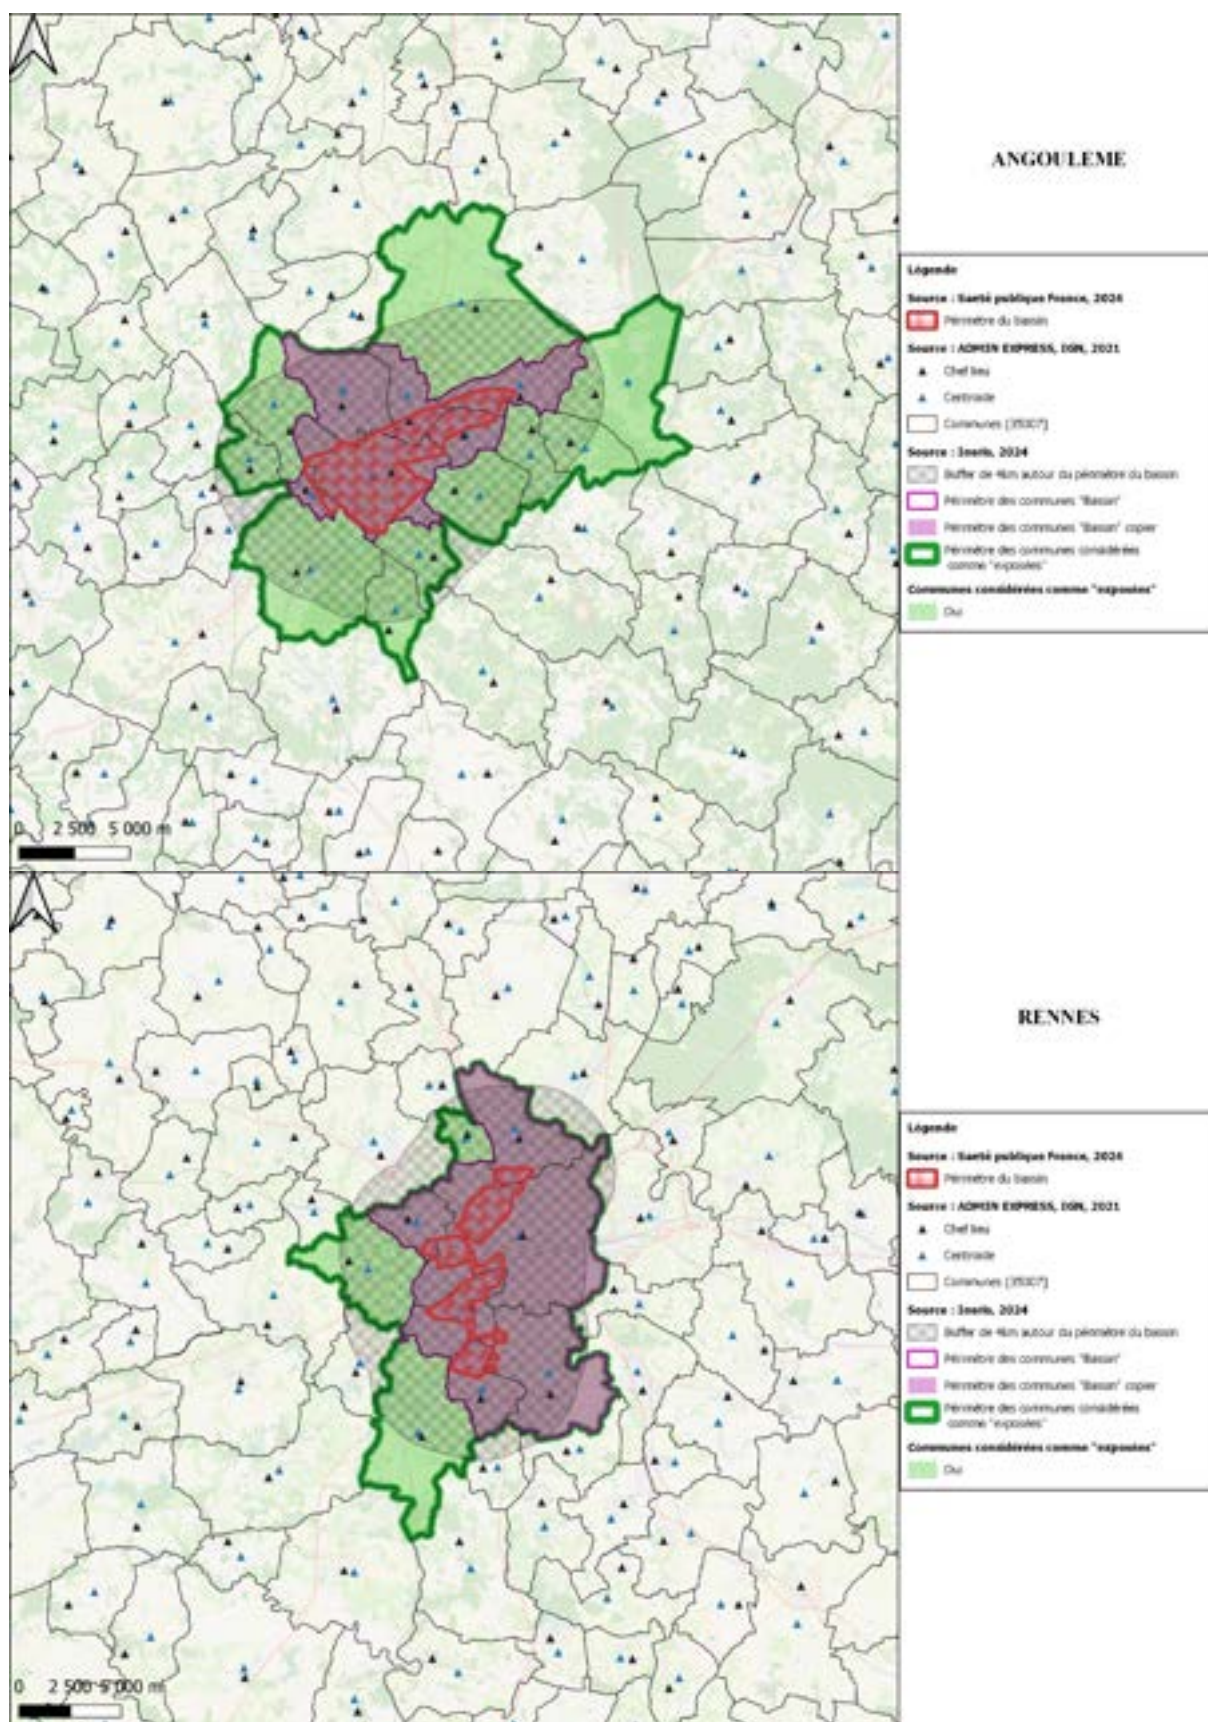 ANGOULEME
Légende
Source : Santé publique France, 2024
Périmètre du bassin
Source : ADMIN EXPRESS, IGN, 2021
Chef lieu
Centroide
Communes [35007]
Source : Ineris, 2024
Buffer de 4km autour du périmètre du bassin
Périmètre des communes "Bassin"
Périmètre des communes "Bassin" copier
Périmètre des communes considérées
comme "exposées"
Communes considérées comme "exposées"
Oui
0 2 500 5 000 m
RENNES
Légende
Source : Santé publique France, 2024
Périmètre du bassin
Source : ADMIN EXPRESS, IGN, 2021
Chef lieu
Centroide
Communes [35007]
Source : Ineris, 2024
Buffer de 4km autour du périmètre du bassin
Périmètre des communes "Bassin"
Périmètre des communes "Bassin" copier
Périmètre des communes considérées
comme "exposées"
Communes considérées comme "exposées"
Oui
0 2 500 5 000 m